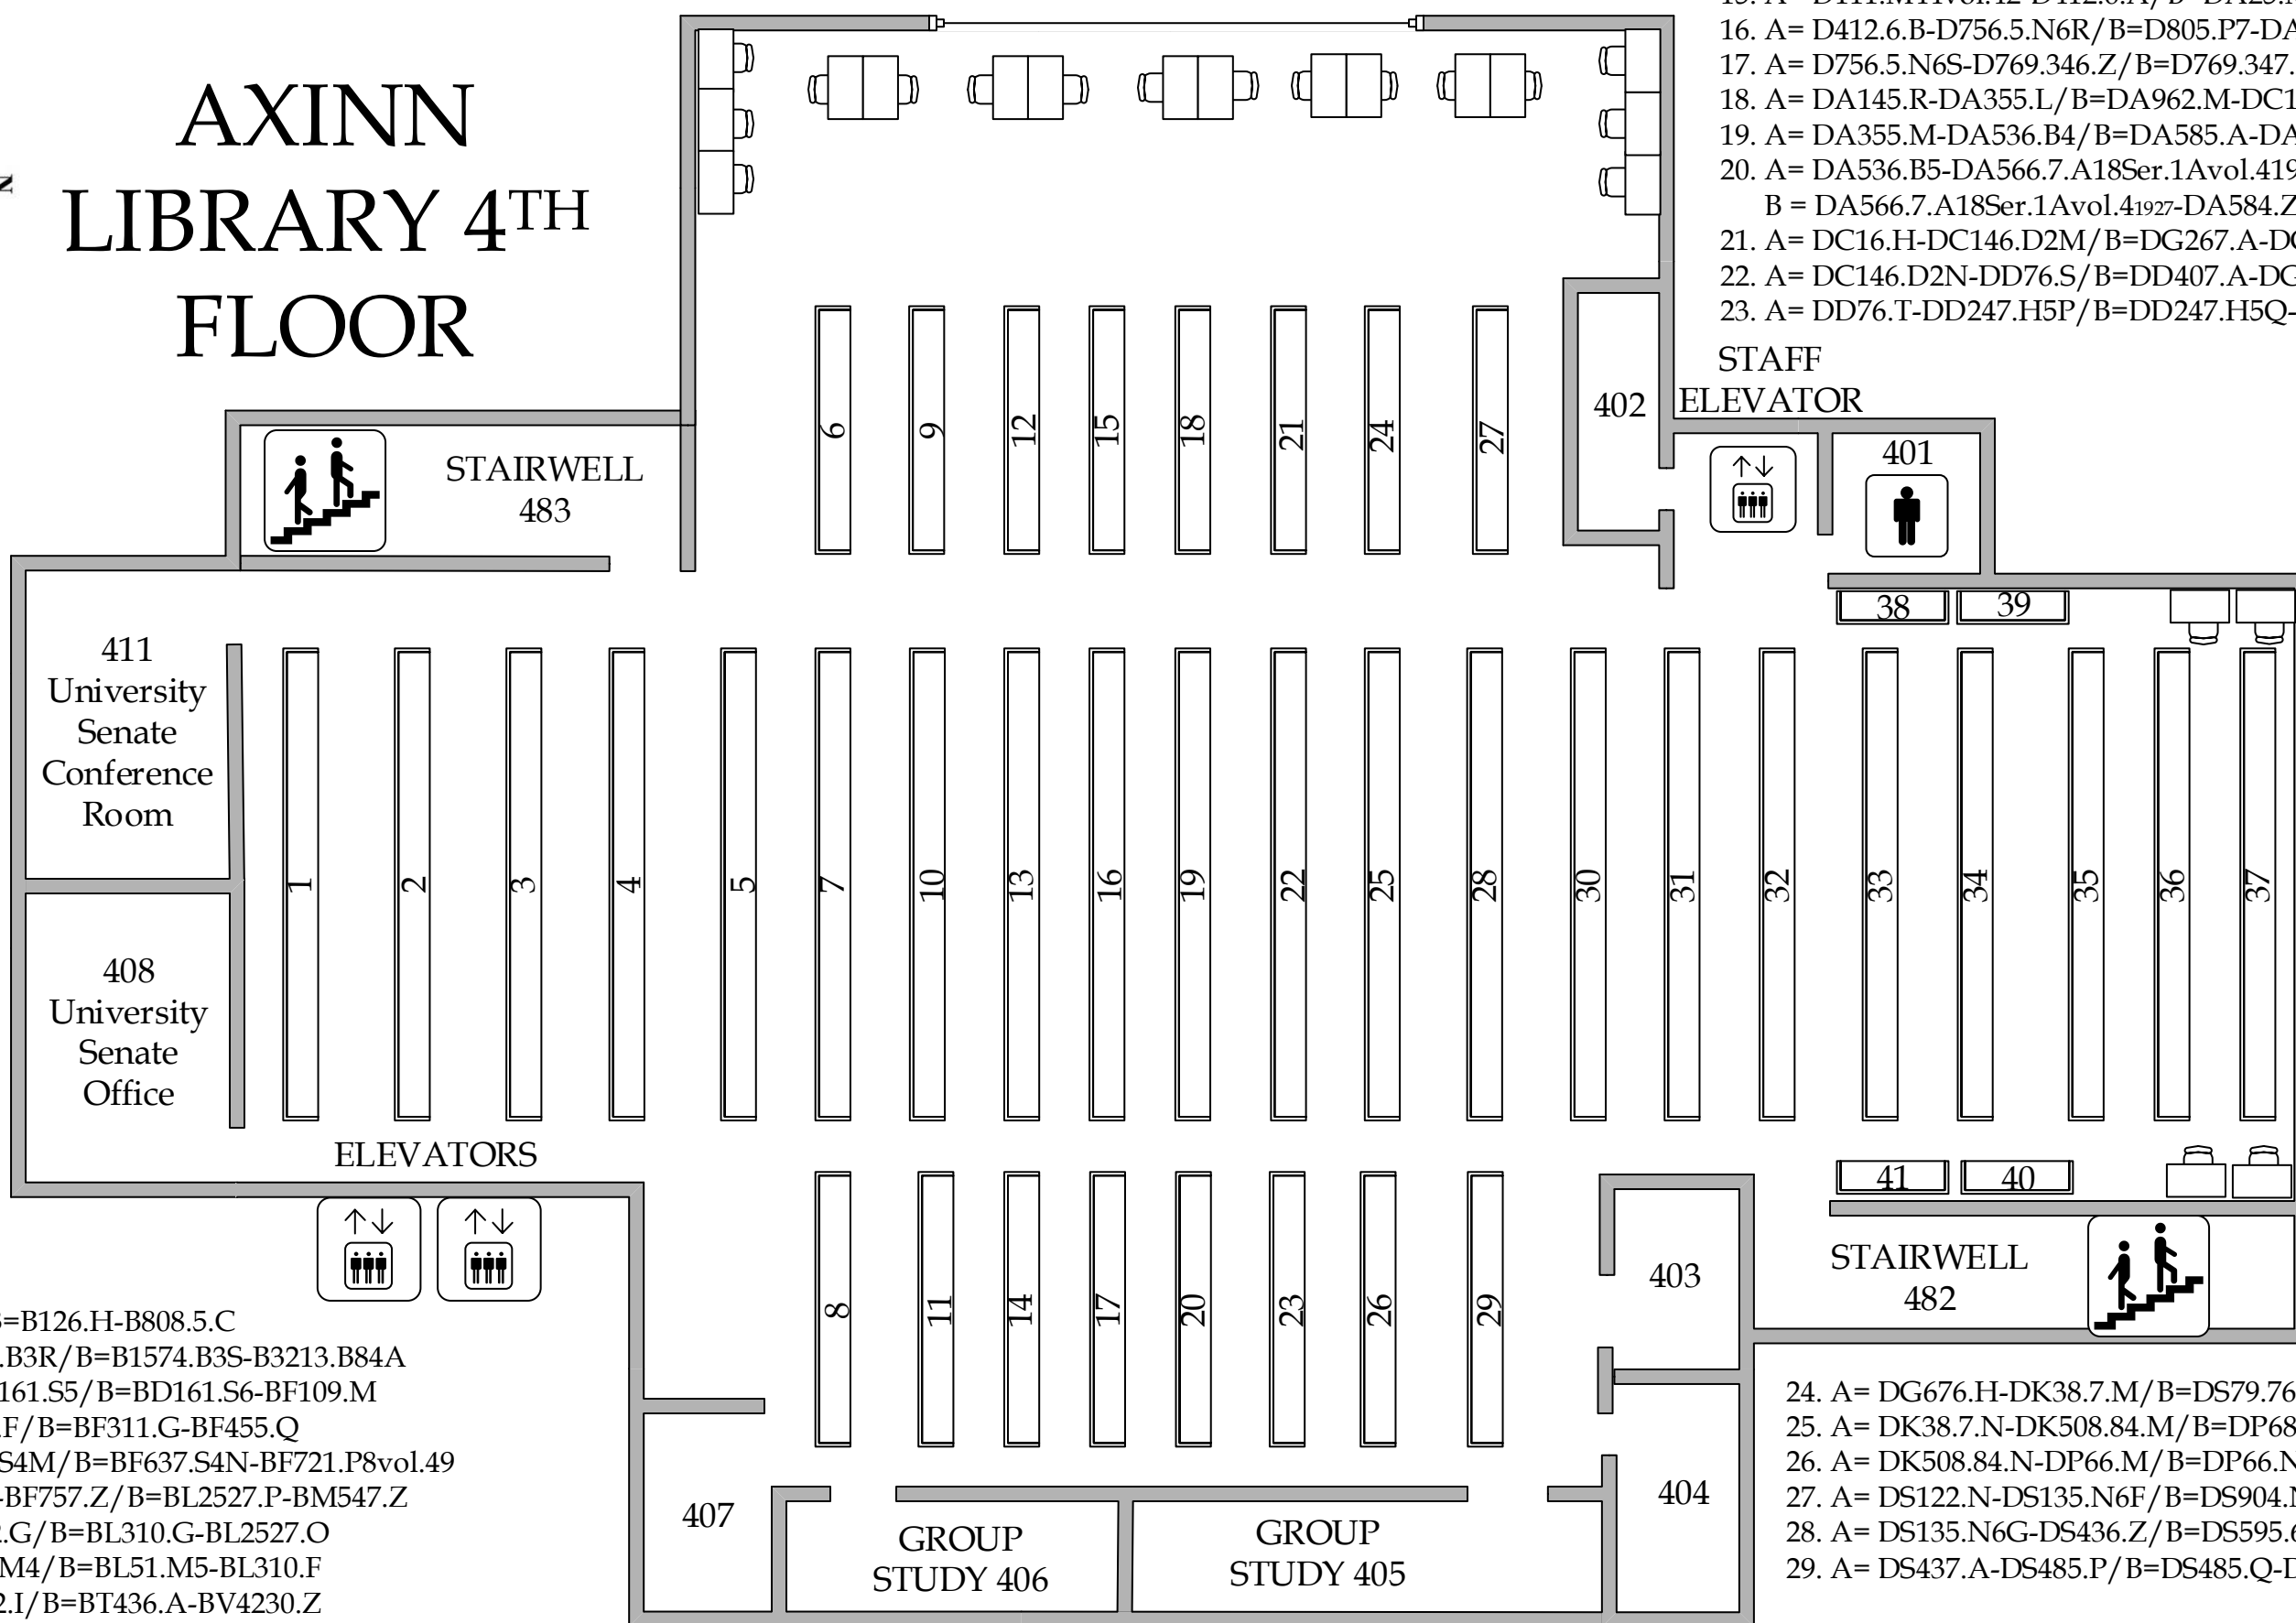 AXINN
LIBRARY 4TH
FLOOR
N
16. A= D412.6.B-D756.5.N6R/B=D805.P7-DA
17. A= D756.5.N6S-D769.346.Z/B=D769.347.
18. A= DA145.R-DA355.L/B=DA962.M-DC1
19. A= DA355.M-DA536.B4/B=DA585.A-DA
20. A= DA536.B5-DA566.7.A18Ser.1Avol.419
B = DA566.7.A18Ser.1Avol.41927-DA584.Z
21. A= DC16.H-DC146.D2M/B=DG267.A-DG
22. A= DC146.D2N-DD76.S/B=DD407.A-DG
23. A= DD76.T-DD247.H5P/B=DD247.H5Q-
STAFF
ELEVATOR
402
401
6
9
12
15
18
21
24
27
STAIRWELL
483
38
39
411
University
Senate
Conference
Room
408
University
Senate
Office
1
2
3
4
5
7
10
13
16
19
22
25
28
30
31
32
33
34
35
36
37
ELEVATORS
41
40
8
11
14
17
20
23
26
29
403
STAIRWELL
482
404
407
GROUP
STUDY 406
GROUP
STUDY 405
=B126.H-B808.5.C
.B3R/B=B1574.B3S-B3213.B84A
161.S5/B=BD161.S6-BF109.M
.F/B=BF311.G-BF455.Q
S4M/B=BF637.S4N-BF721.P8vol.49
-BF757.Z/B=BL2527.P-BM547.Z
.G/B=BL310.G-BL2527.O
M4/B=BL51.M5-BL310.F
2.I/B=BT436.A-BV4230.Z
24. A= DG676.H-DK38.7.M/B=DS79.76
25. A= DK38.7.N-DK508.84.M/B=DP68
26. A= DK508.84.N-DP66.M/B=DP66.N
27. A= DS122.N-DS135.N6F/B=DS904.N
28. A= DS135.N6G-DS436.Z/B=DS595.6
29. A= DS437.A-DS485.P/B=DS485.Q-D